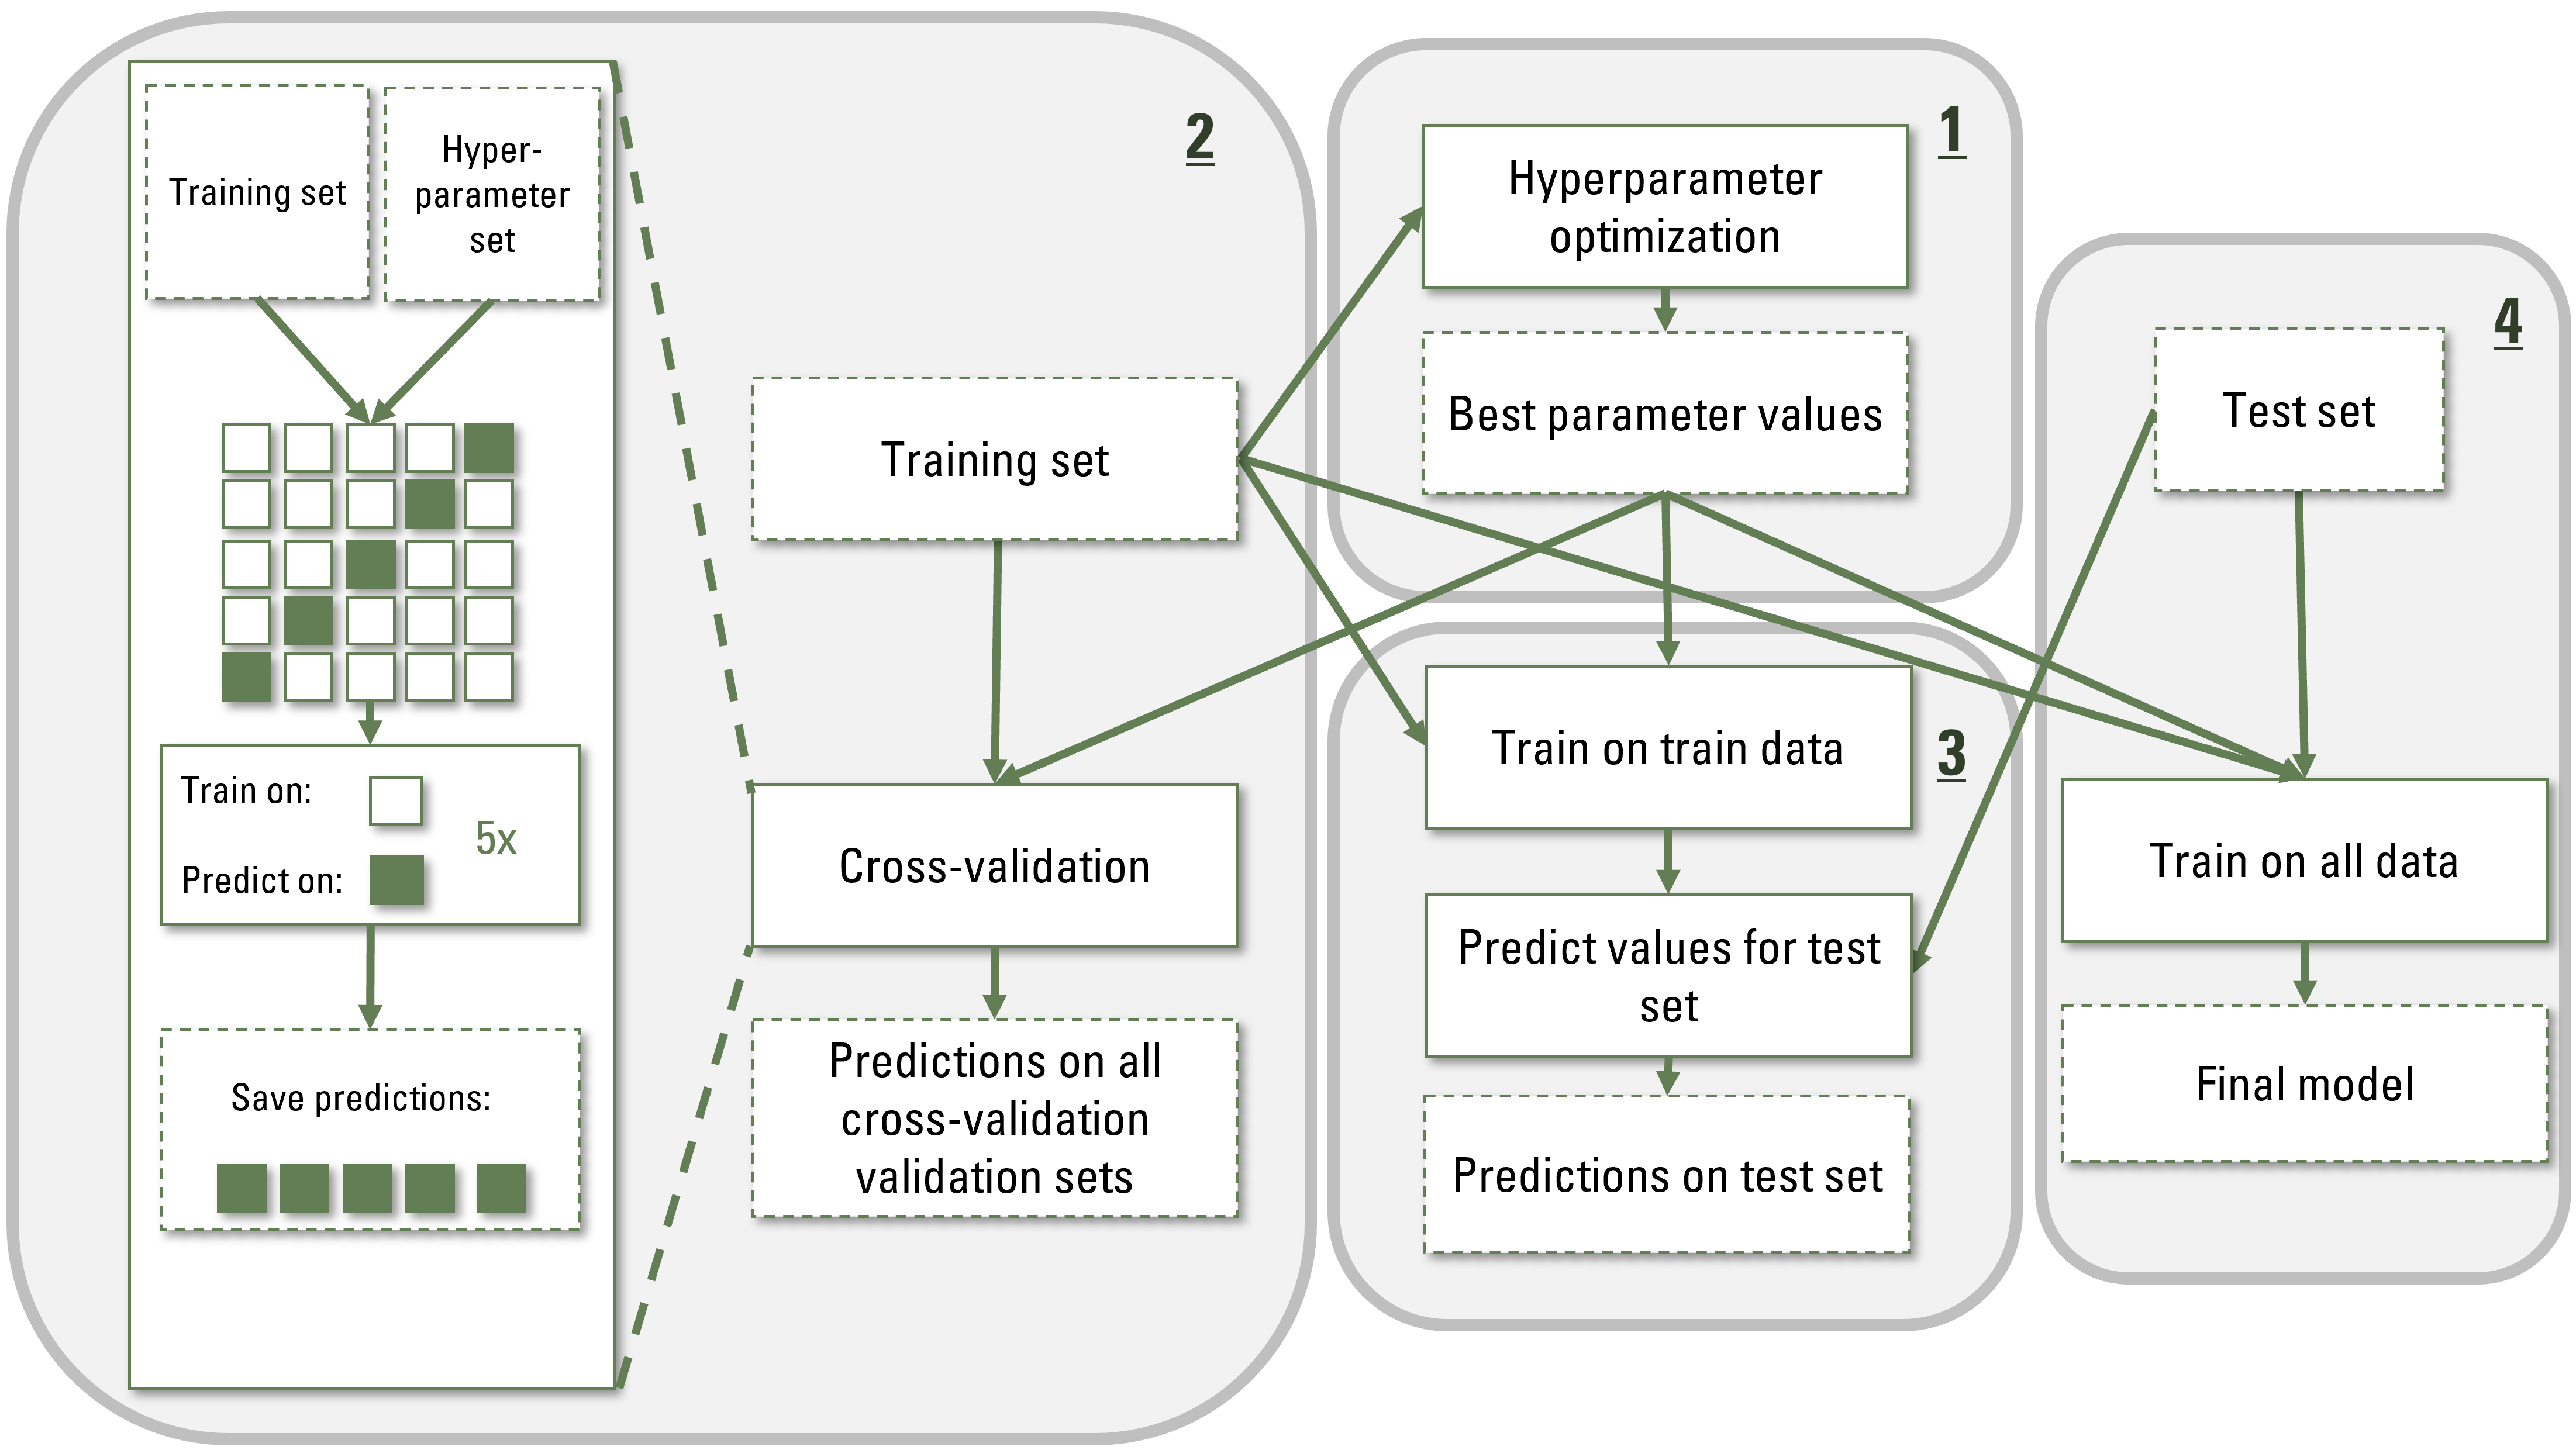 Training set
Hyper-
parameter
set
Train on:
5x
Predict on:
Save predictions:
2
Training set
Cross-validation
Predictions on all
cross-validation
validation sets
1
Hyperparameter
optimization
Best parameter values
3
Train on train data
Predict values for test
set
Predictions on test set
4
Test set
Train on all data
Final model